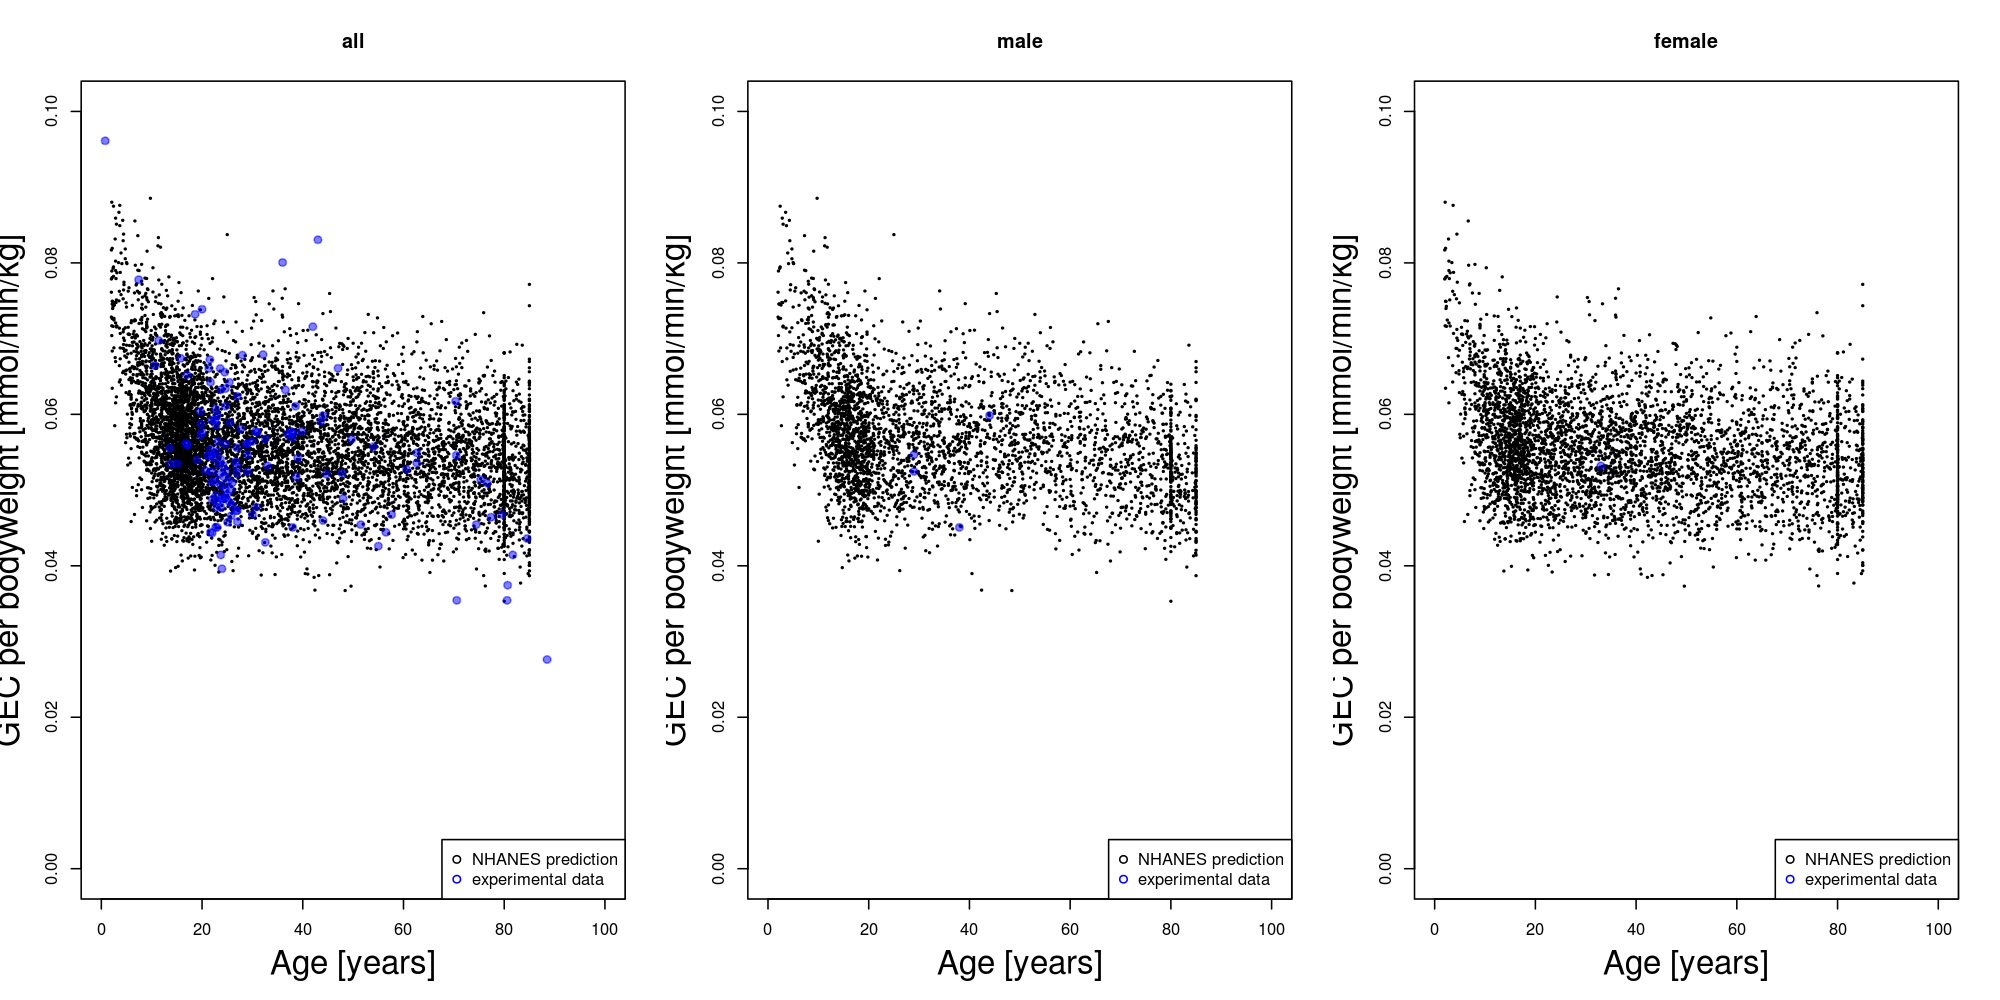 all
GEC per bodyweight [mmol/min/kg]
0.10
0.08
0.06
0.04
0.02
0.00
NHANES prediction
experimental data
0 20 40 60 80 100
Age [years]
male
GEC per bodyweight [mmol/min/kg]
0.10
0.08
0.06
0.04
0.02
0.00
NHANES prediction
experimental data
0 20 40 60 80 100
Age [years]
female
GEC per bodyweight [mmol/min/kg]
0.10
0.08
0.06
0.04
0.02
0.00
NHANES prediction
experimental data
0 20 40 60 80 100
Age [years]